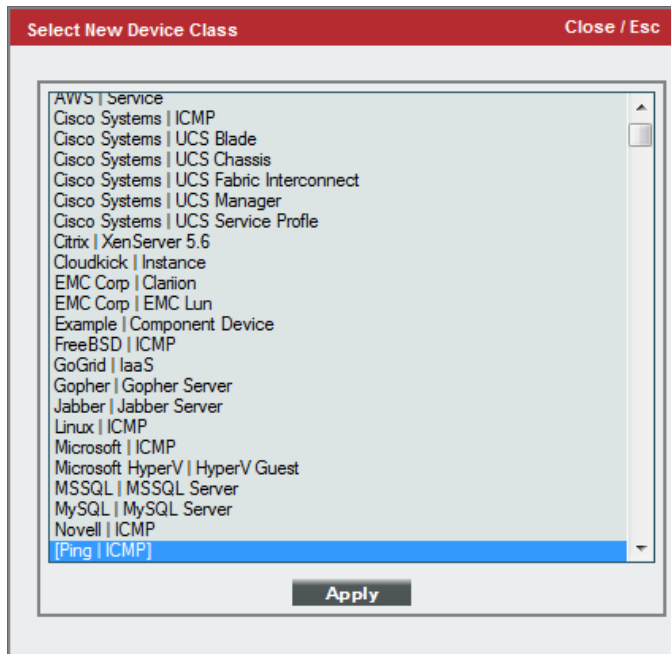 Select New Device Class
Close / Esc
AWS | Service
Cisco Systems | ICMP
Cisco Systems | UCS Blade
Cisco Systems | UCS Chassis
Cisco Systems | UCS Fabric Interconnect
Cisco Systems | UCS Manager
Cisco Systems | UCS Service Profle
Citrix | XenServer 5.6
Cloudkick | Instance
EMC Corp | Clariion
EMC Corp | EMC Lun
Example | Component Device
FreeBSD | ICMP
GoGrid | IaaS
Gopher | Gopher Server
Jabber | Jabber Server
Linux | ICMP
Microsoft | ICMP
Microsoft HyperV | HyperV Guest
MSSQL | MSSQL Server
MySQL | MySQL Server
Novell | ICMP
[Ping | ICMP]
Apply